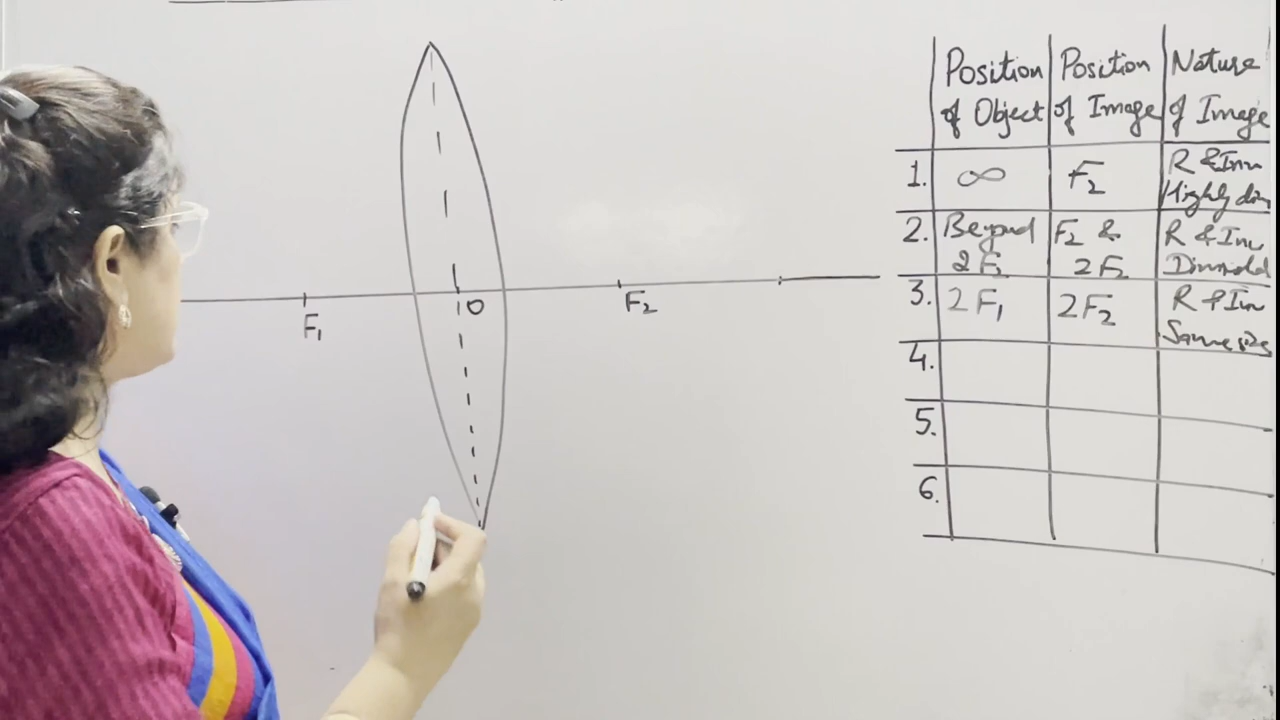 F₁
O
F₂
Position of Object
Position of Image
Nature of Image
1. ∞ F₂ R & Inv
Highly dim
2. Beyond F₂ & R & Inv
2F₁ 2F₂
3. 2F₁ 2F₂ R & Inv
Same size
4.
5.
6.